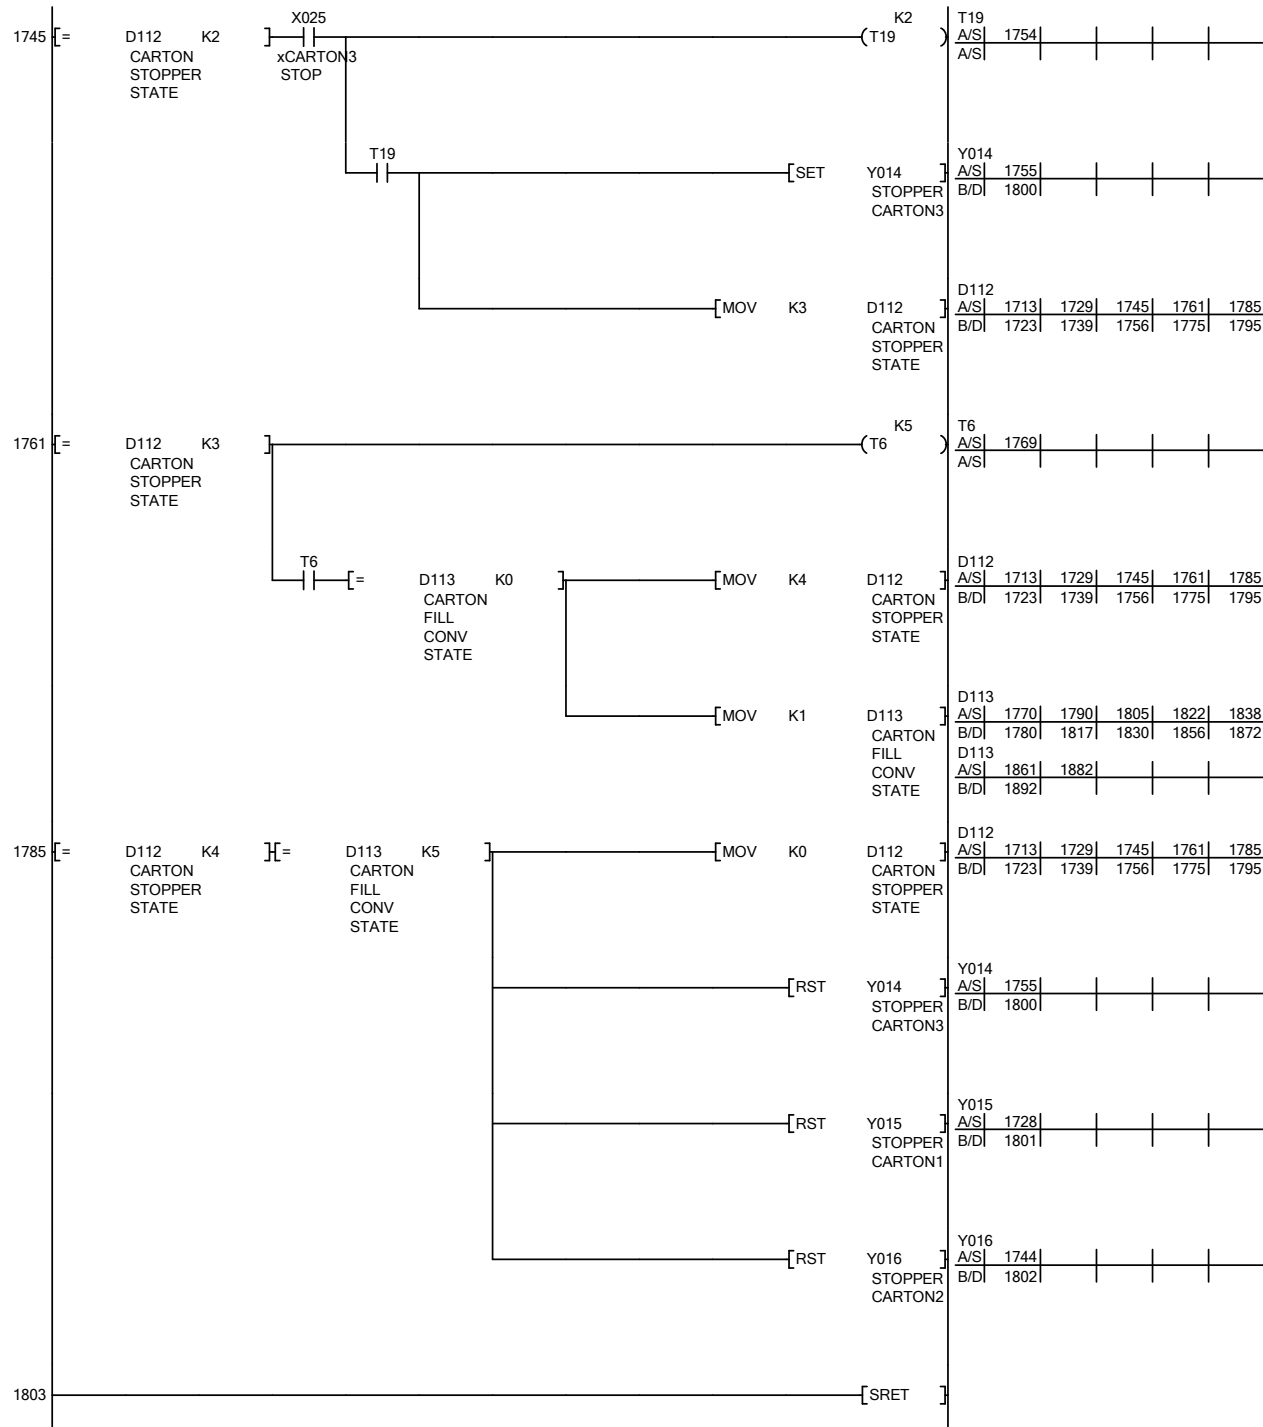 X025 K2 T19
1745 [= D112 K2 ] (T19 ) A/S 1754
CARTON xCARTON3 A/S
STOPPER STOP
STATE
T19 Y014
[SET Y014 ] A/S 1755
STOPPER B/D 1800
CARTON3
D112
[MOV K3 D112 ] A/S 1713 1729 1745 1761 1785
CARTON B/D 1723 1739 1756 1775 1795
STOPPER
STATE
K5 T6
1761 [= D112 K3 ] (T6 ) A/S 1769
CARTON A/S
STOPPER
STATE
T6 D112
[= D113 K0 ] [MOV K4 D112 ] A/S 1713 1729 1745 1761 1785
CARTON CARTON B/D 1723 1739 1756 1775 1795
FILL STOPPER
CONV STATE
STATE
D113
[MOV K1 D113 ] A/S 1770 1790 1805 1822 1838
CARTON B/D 1780 1817 1830 1856 1872
FILL D113
CONV A/S 1861 1882
STATE B/D 1892
D112
1785 [= D112 K4 ][= D113 K5 ] [MOV K0 D112 ] A/S 1713 1729 1745 1761 1785
CARTON CARTON CARTON B/D 1723 1739 1756 1775 1795
STOPPER FILL STOPPER
STATE CONV STATE
STATE
Y014
[RST Y014 ] A/S 1755
STOPPER B/D 1800
CARTON3
Y015
[RST Y015 ] A/S 1728
STOPPER B/D 1801
CARTON1
Y016
[RST Y016 ] A/S 1744
STOPPER B/D 1802
CARTON2
1803 [SRET ]